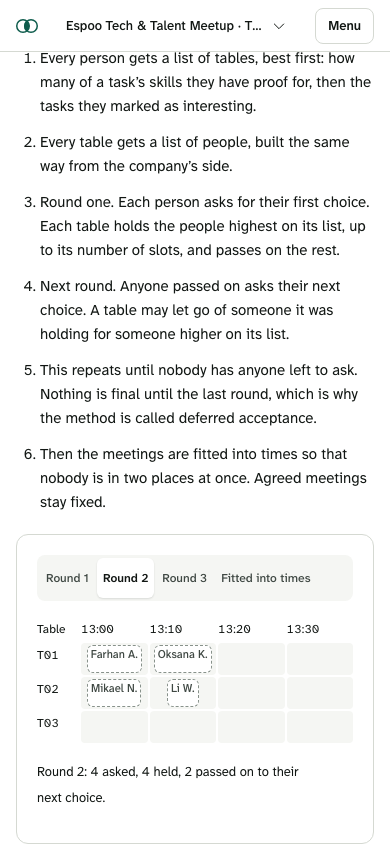 Espoo Tech & Talent Meetup · T...
Menu
1. Every person gets a list of tables, best first: how
many of a task’s skills they have proof for, then the
tasks they marked as interesting.
2. Every table gets a list of people, built the same
way from the company’s side.
3. Round one. Each person asks for their first choice.
Each table holds the people highest on its list, up
to its number of slots, and passes on the rest.
4. Next round. Anyone passed on asks their next
choice. A table may let go of someone it was
holding for someone higher on its list.
5. This repeats until nobody has anyone left to ask.
Nothing is final until the last round, which is why
the method is called deferred acceptance.
6. Then the meetings are fitted into times so that
nobody is in two places at once. Agreed meetings
stay fixed.
Round 1 Round 2 Round 3 Fitted into times
Table 13:00 13:10 13:20 13:30
T01 Farhan A. Oksana K.
T02 Mikael N. Li W.
T03
Round 2: 4 asked, 4 held, 2 passed on to their
next choice.